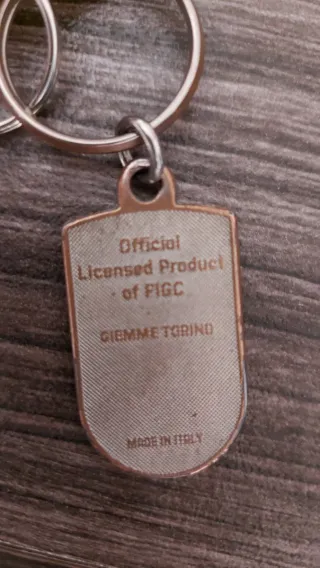 Official
Licensed Product
of FIGC
GIEMME TORINO
MADE IN ITALY